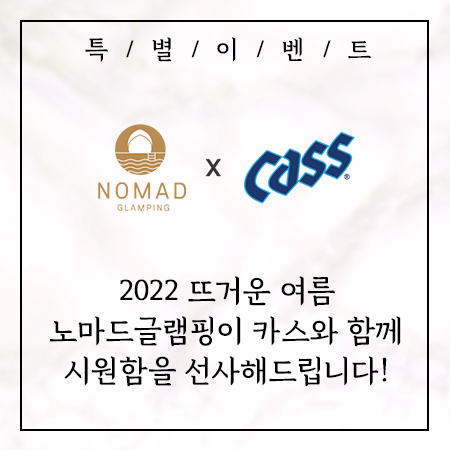 특 / 별 / 이 / 벤 / 트
NOMAD x cass®
GLAMPING
2022 뜨거운 여름
노마드글램핑이 카스와 함께
시원함을 선사해드립니다!